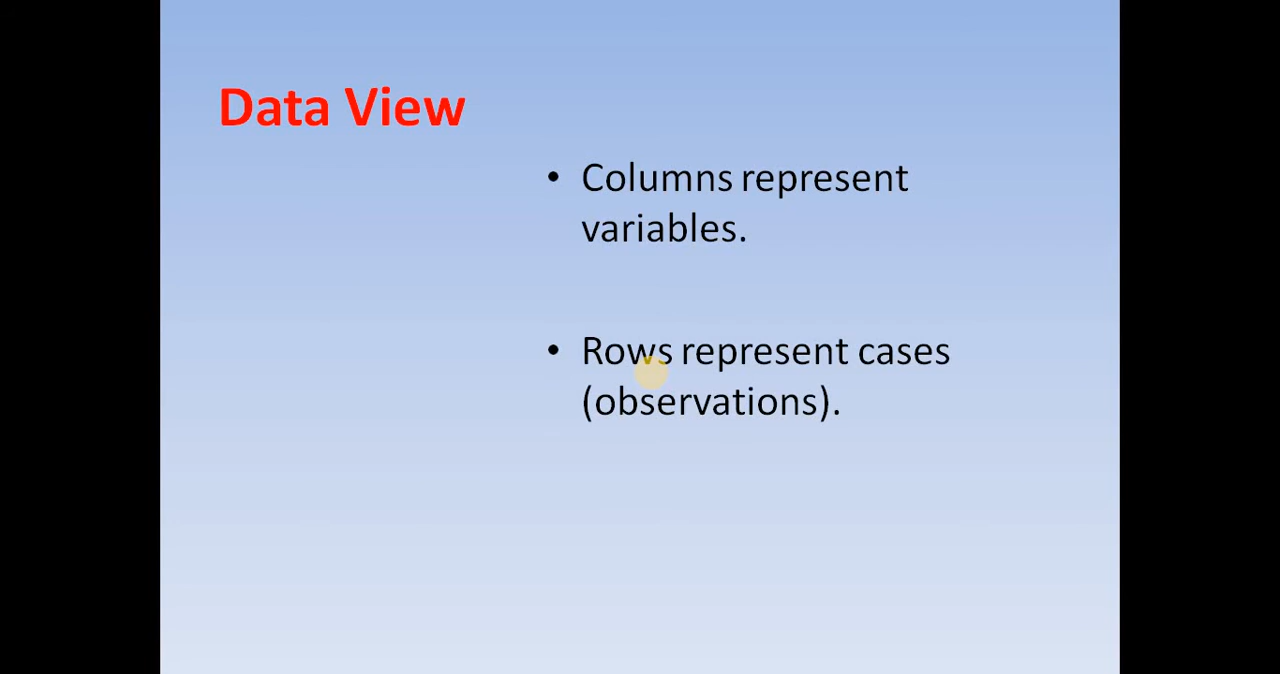 Data View
• Columns represent
variables.
• Rows represent cases
(observations).